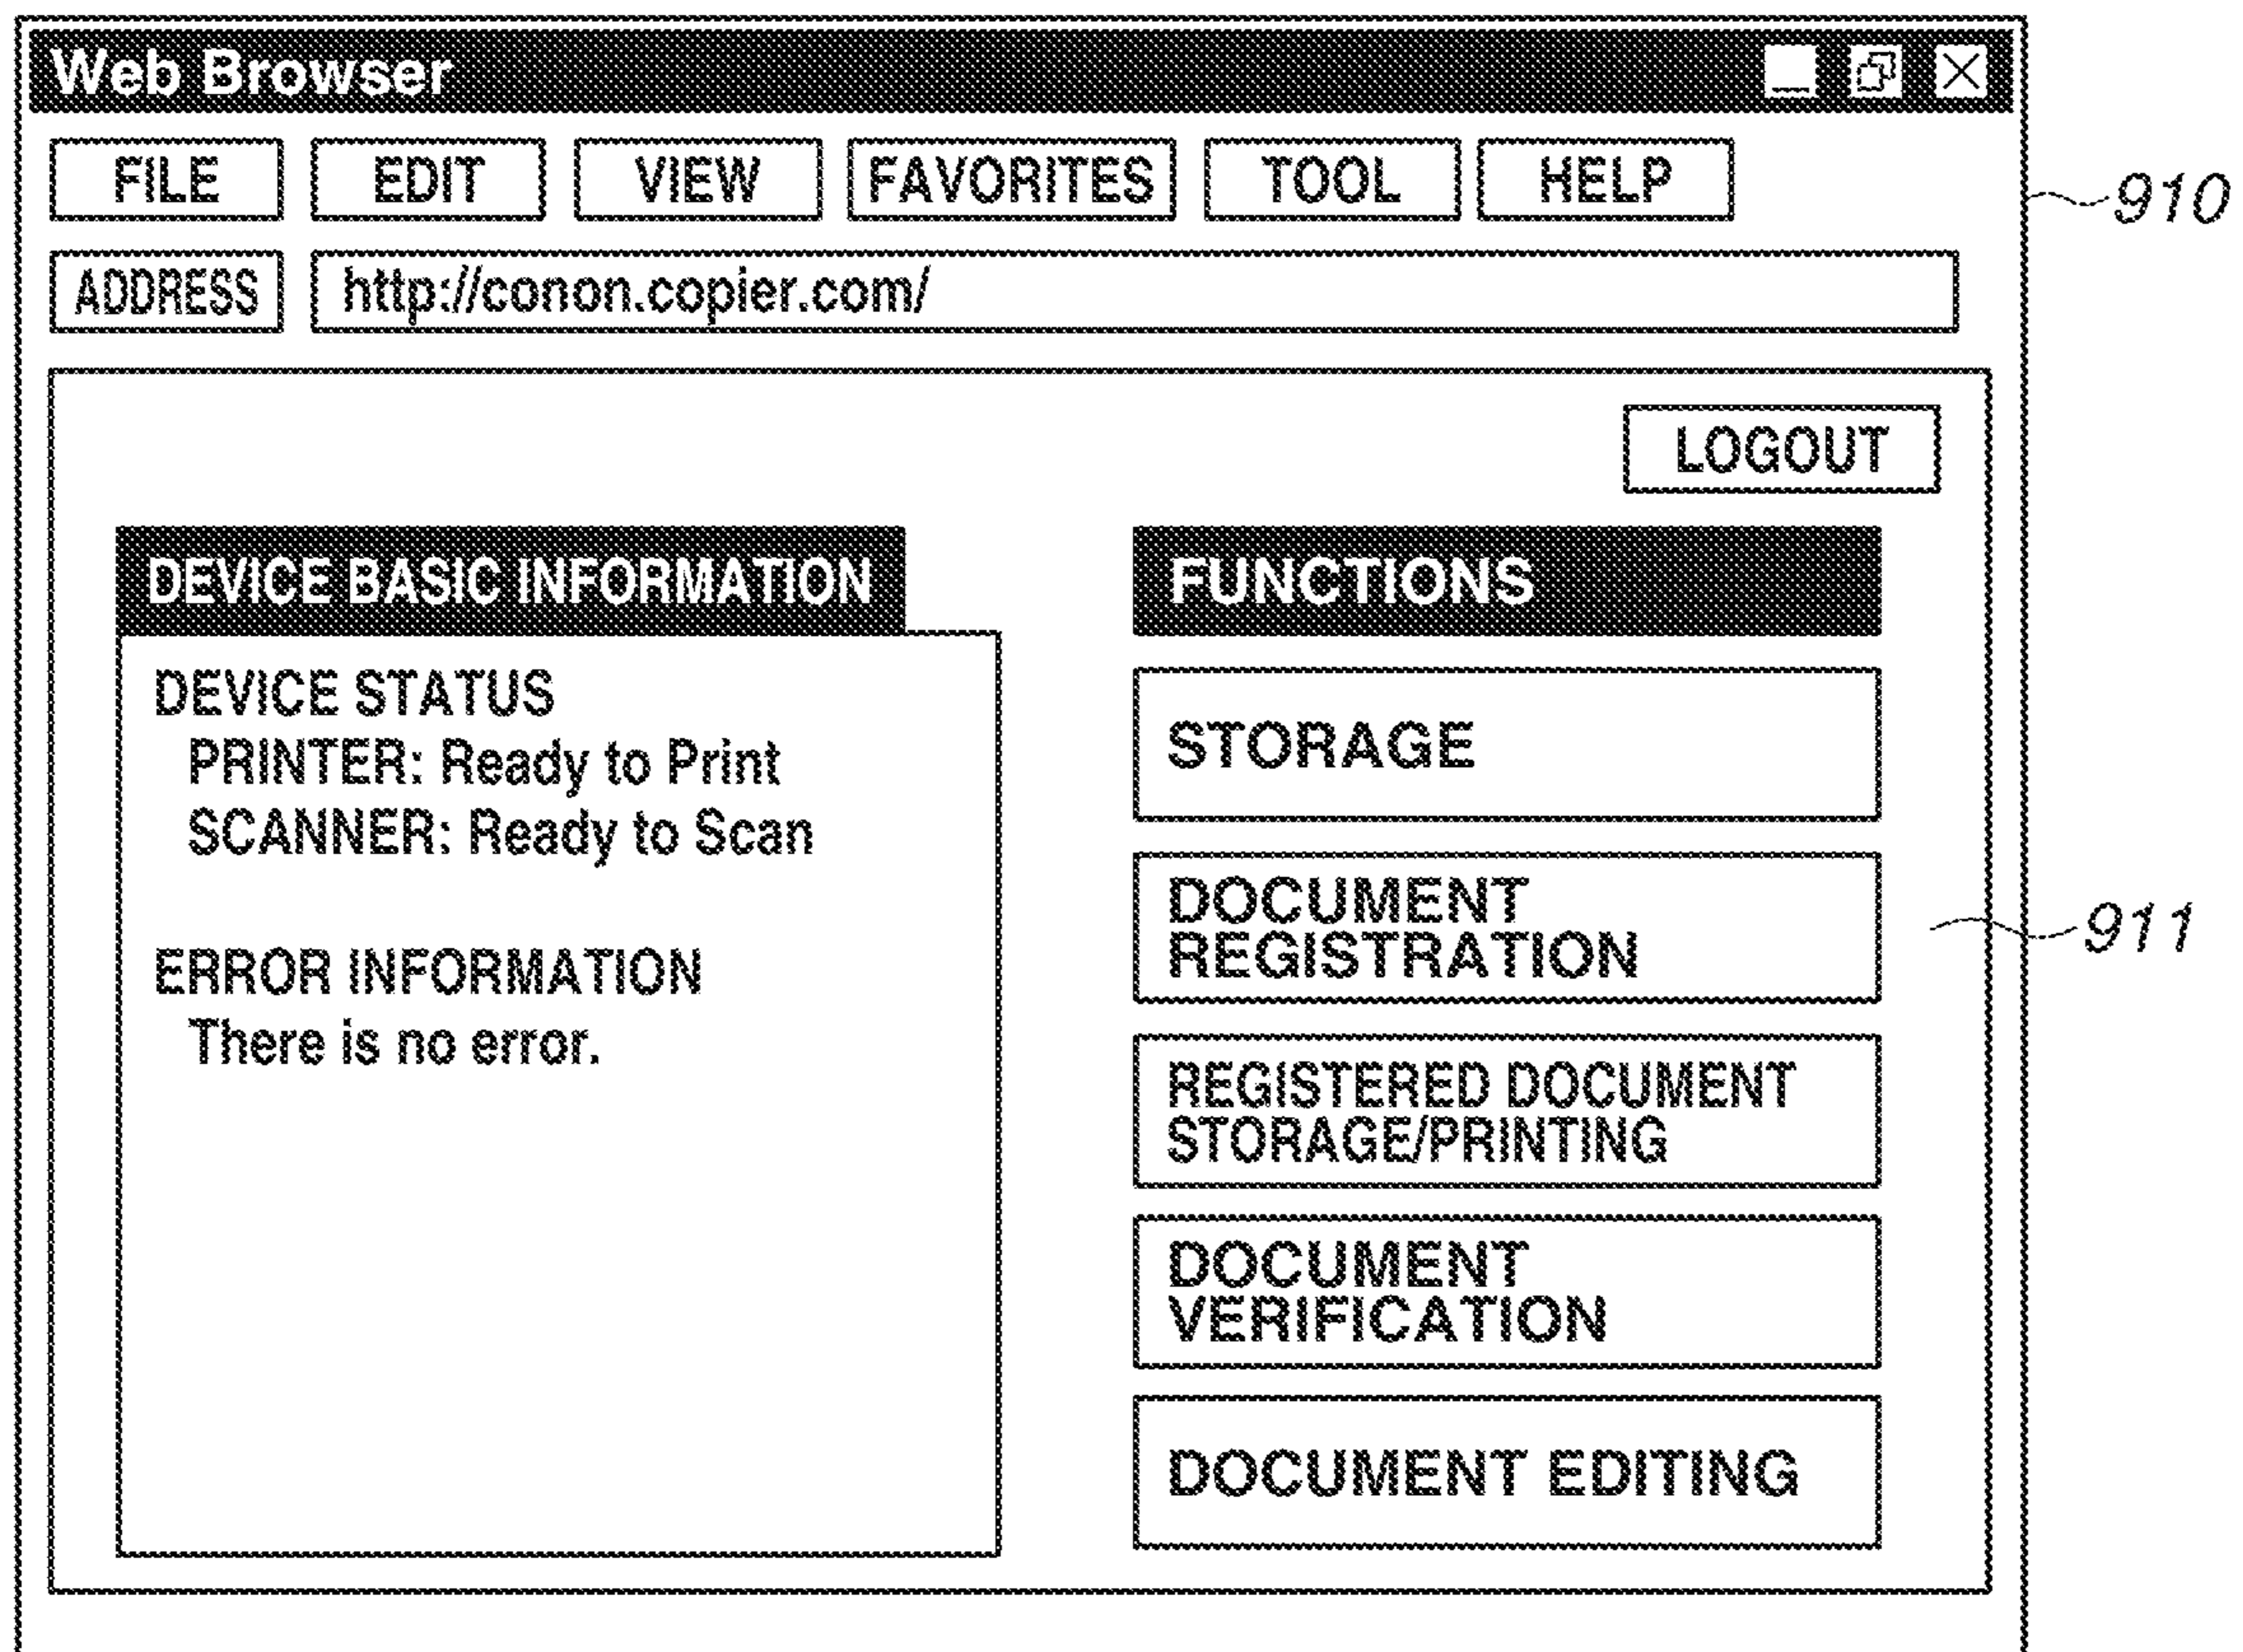 Web Browser
FILE EDIT VIEW FAVORITES TOOL HELP
910
ADDRESS http://conon.copier.com/
LOGOUT
DEVICE BASIC INFORMATION
DEVICE STATUS
PRINTER: Ready to Print
SCANNER: Ready to Scan
ERROR INFORMATION
There is no error.
FUNCTIONS
STORAGE
DOCUMENT
REGISTRATION
911
REGISTERED DOCUMENT
STORAGE/PRINTING
DOCUMENT
VERIFICATION
DOCUMENT EDITING